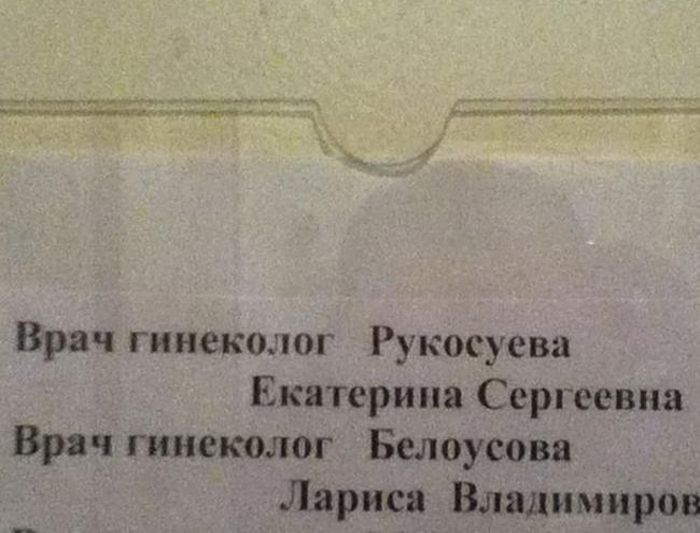 Врач гинеколог Рукосуева
Екатерина Сергеевна
Врач гинеколог Белоусова
Лариса Владимиров